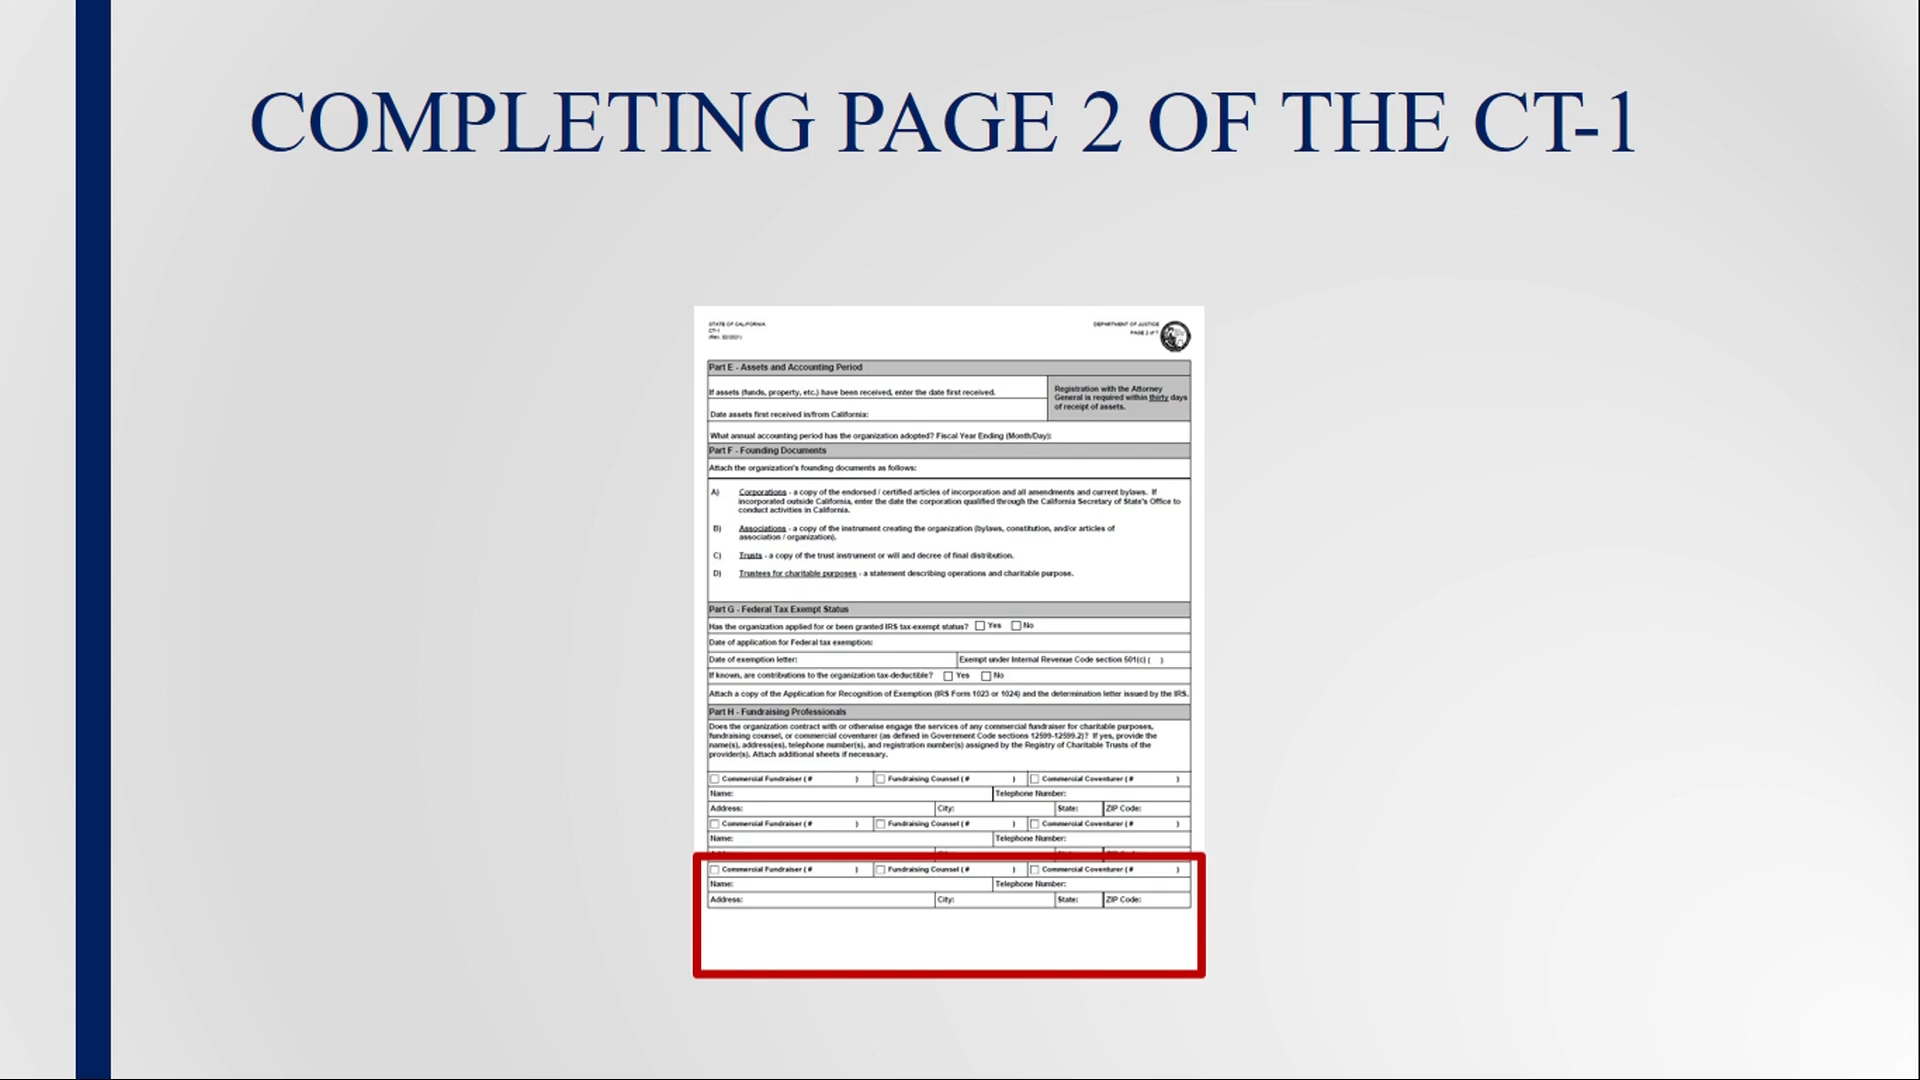 COMPLETING PAGE 2 OF THE CT-1
STATE OF CALIFORNIA
CT-1
(Rev. 02/2021)
DEPARTMENT OF JUSTICE
PAGE 2 of 7
Part E - Assets and Accounting Period
If assets (funds, property, etc.) have been received, enter the date first received.
Registration with the Attorney
General is required within thirty days
of receipt of assets.
Date assets first received in/from California:
What annual accounting period has the organization adopted? Fiscal Year Ending (Month/Day):
Part F - Founding Documents
Attach the organization's founding documents as follows:
A) Corporations - a copy of the endorsed / certified articles of incorporation and all amendments and current bylaws. If
incorporated outside California, enter the date the corporation qualified through the California Secretary of State's Office to
conduct activities in California.
B) Associations - a copy of the instrument creating the organization (bylaws, constitution, and/or articles of
association / organization).
C) Trusts - a copy of the trust instrument or will and decree of final distribution.
D) Trustees for charitable purposes - a statement describing operations and charitable purpose.
Part G - Federal Tax Exempt Status
Has the organization applied for or been granted IRS tax-exempt status? Yes No
Date of application for Federal tax exemption:
Date of exemption letter: Exempt under Internal Revenue Code section 501(c) ( )
If known, are contributions to the organization tax-deductible? Yes No
Attach a copy of the Application for Recognition of Exemption (IRS Form 1023 or 1024) and the determination letter issued by the IRS.
Part H - Fundraising Professionals
Does the organization contract with or otherwise engage the services of any commercial fundraiser for charitable purposes,
fundraising counsel, or commercial coventurer (as defined in Government Code sections 12599-12599.2)? If yes, provide the
name(s), address(es), telephone number(s), and registration number(s) assigned by the Registry of Charitable Trusts of the
provider(s). Attach additional sheets if necessary.
Commercial Fundraiser (# ) Fundraising Counsel (# ) Commercial Coventurer (# )
Name: Telephone Number:
Address: City: State: ZIP Code:
Commercial Fundraiser (# ) Fundraising Counsel (# ) Commercial Coventurer (# )
Name: Telephone Number:
Commercial Fundraiser (# ) Fundraising Counsel (# ) Commercial Coventurer (# )
Name: Telephone Number:
Address: City: State: ZIP Code: